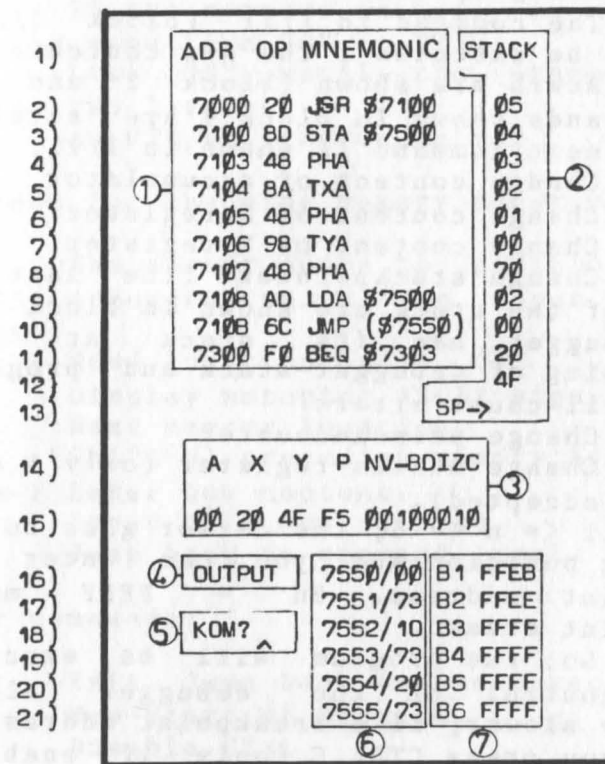 1) ADR OP MNEMONIC STACK
2) 7000 20 JSR $7100 05
3) 7100 8D STA $7500 04
4) 7103 48 PHA 03
5) ① 7104 8A TXA 02 ②
6) 7105 48 PHA 01
7) 7106 98 TYA 00
8) 7107 48 PHA 70
9) 7108 AD LDA $7500 02
10) 710B 6C JMP ($7550) 00
11) 7300 F0 BEQ $7303 20
12) 4F
13) SP→
14) A X Y P NV-BDIZC ③
15) 00 20 4F F5 00100010
16) ④ OUTPUT 7550/00 B1 FFFF
17) 7551/73 B2 FFFF
18) ⑤ KOM? 7552/10 B3 FFFF
19) 7553/73 B4 FFFF
20) 7554/20 B5 FFFF
21) 7555/73 B6 FFFF
⑥ ⑦